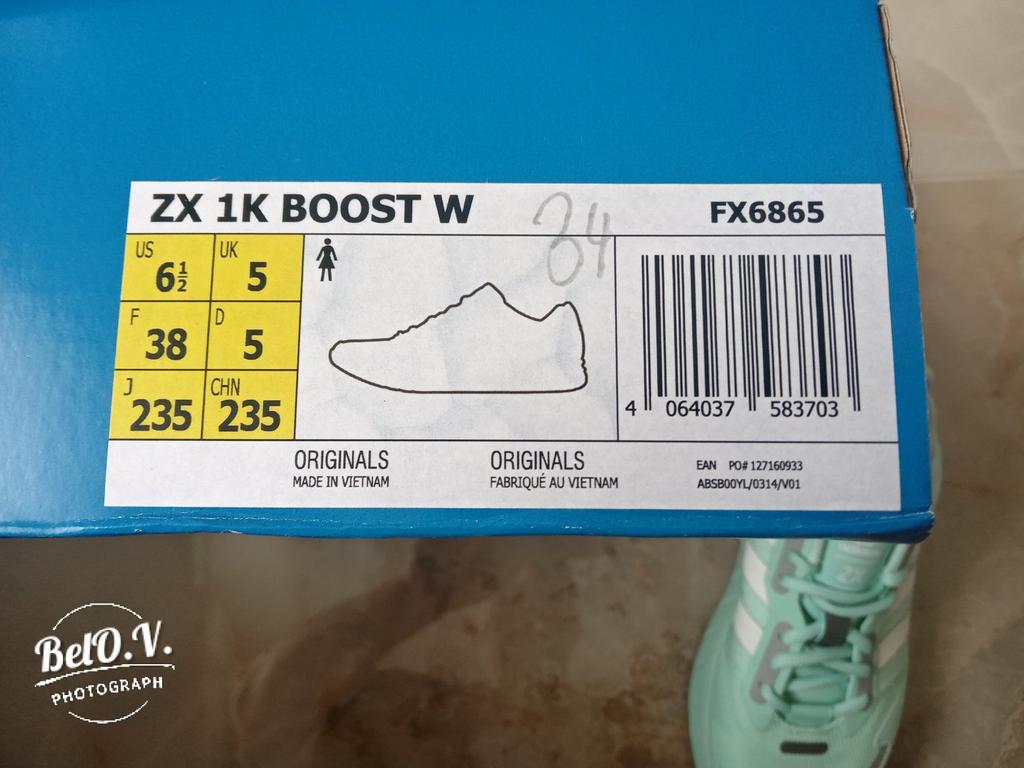 ZX 1K BOOST W
34
FX6865
US
6½
UK
5
F
38
D
5
J
235
CHN
235
4 064037 583703
ORIGINALS
MADE IN VIETNAM
ORIGINALS
FABRIQUÉ AU VIETNAM
EAN PO# 127160933
ABSB00YL/0314/V01
ZX
BelO.V.
PHOTOGRAPH